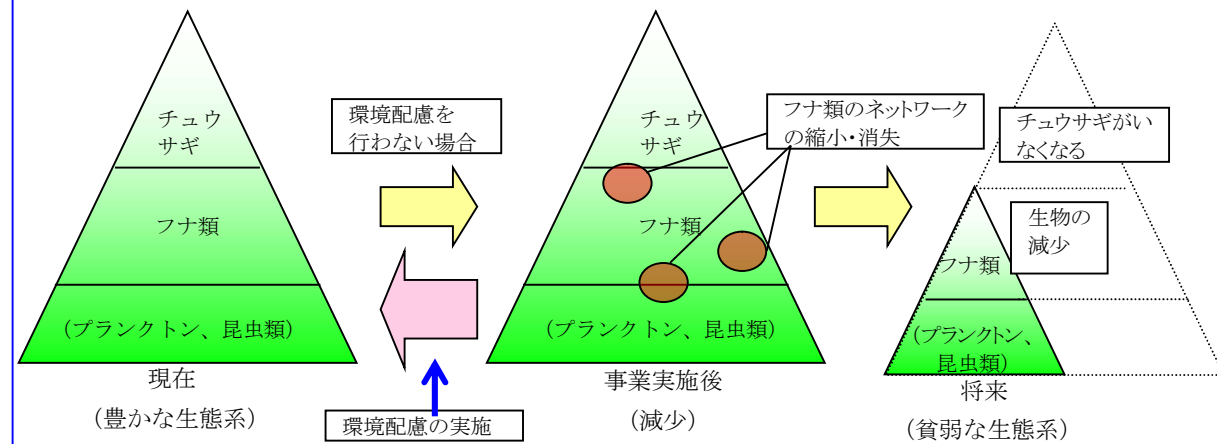 チュウ
サギ
フナ類
(プランクトン、昆虫類)
現在
(豊かな生態系)
環境配慮を
行わない場合
環境配慮の実施
チュウ
サギ
フナ類
(プランクトン、昆虫類)
事業実施後
(減少)
フナ類のネットワーク
の縮小・消失
チュウサギがい
なくなる
生物の
減少
フナ類
(プランクトン、
昆虫類)
将来
(貧弱な生態系)